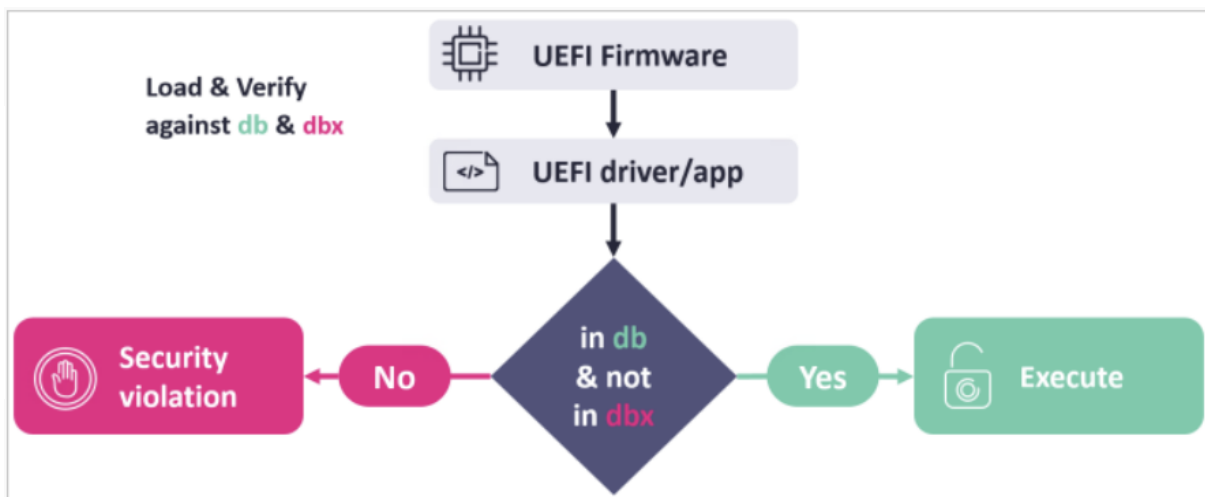 UEFI Firmware
Load & Verify
against db & dbx
</>
UEFI driver/app
in db
& not
in dbx
No
Security
violation
Yes
Execute